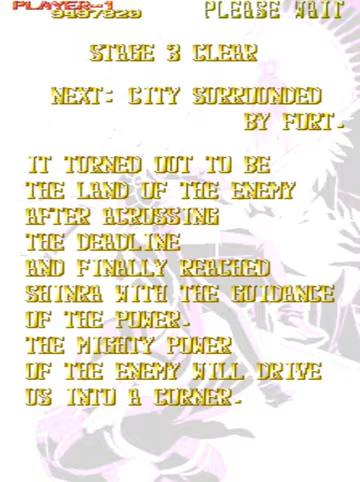 PLAYER-1 PLEASE WAIT
9497820
STAGE 3 CLEAR
NEXT: CITY SURROUNDED
BY FORT.
IT TURNED OUT TO BE
THE LAND OF THE ENEMY
AFTER ACROSSING
THE DEADLINE
AND FINALLY REACHED
SHINRA WITH THE GUIDANCE
OF THE POWER.
THE MIGHTY POWER
OF THE ENEMY WILL DRIVE
US INTO A CORNER.